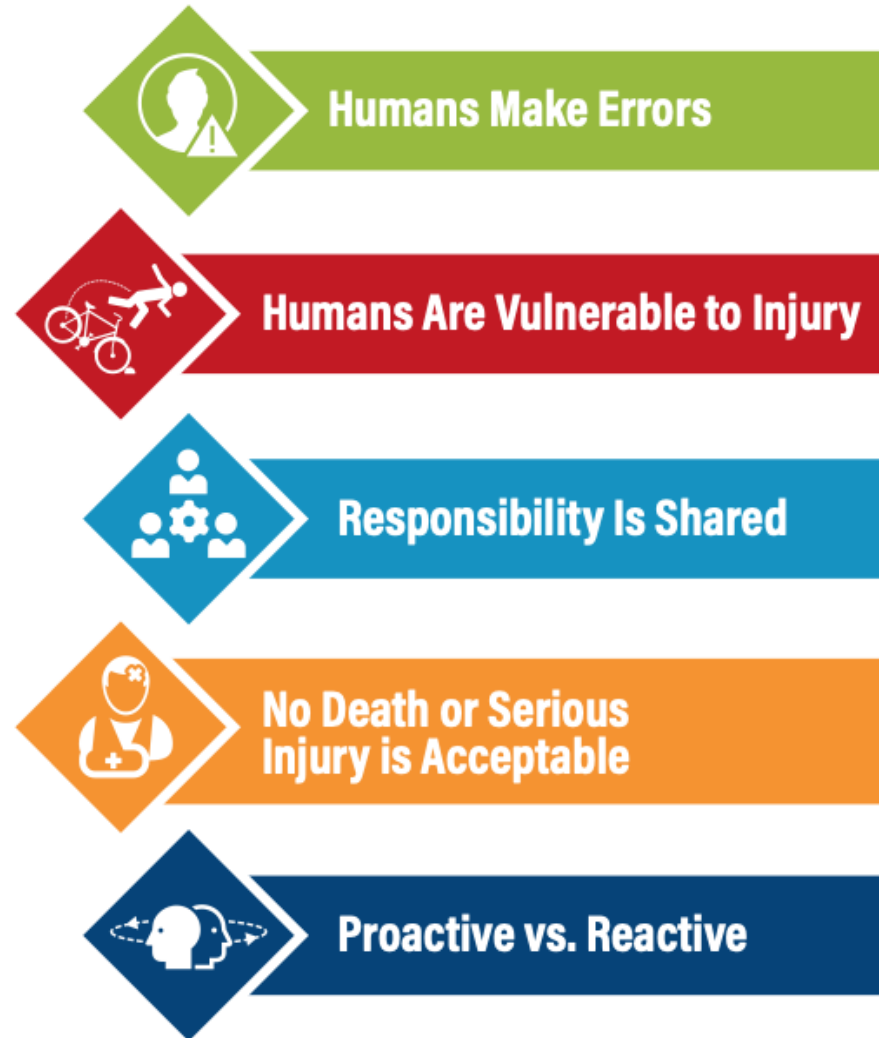 Humans Make Errors
Humans Are Vulnerable to Injury
Responsibility Is Shared
No Death or Serious
Injury is Acceptable
Proactive vs. Reactive